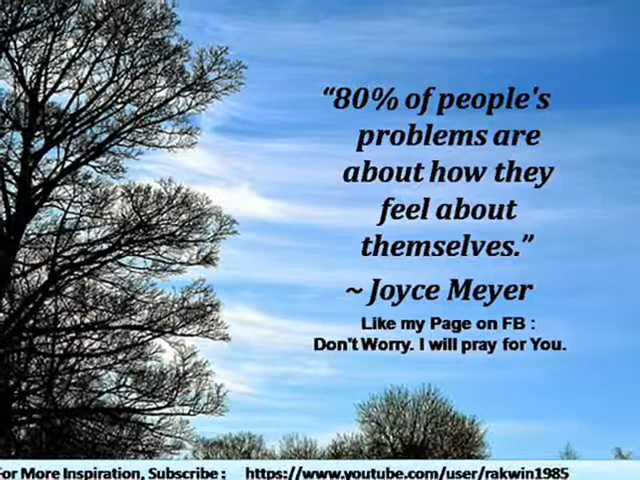 “80% of people's
problems are
about how they
feel about
themselves.”
~ Joyce Meyer
Like my Page on FB :
Don't Worry. I will pray for You.
For More Inspiration, Subscribe : https://www.youtube.com/user/rakwin1985